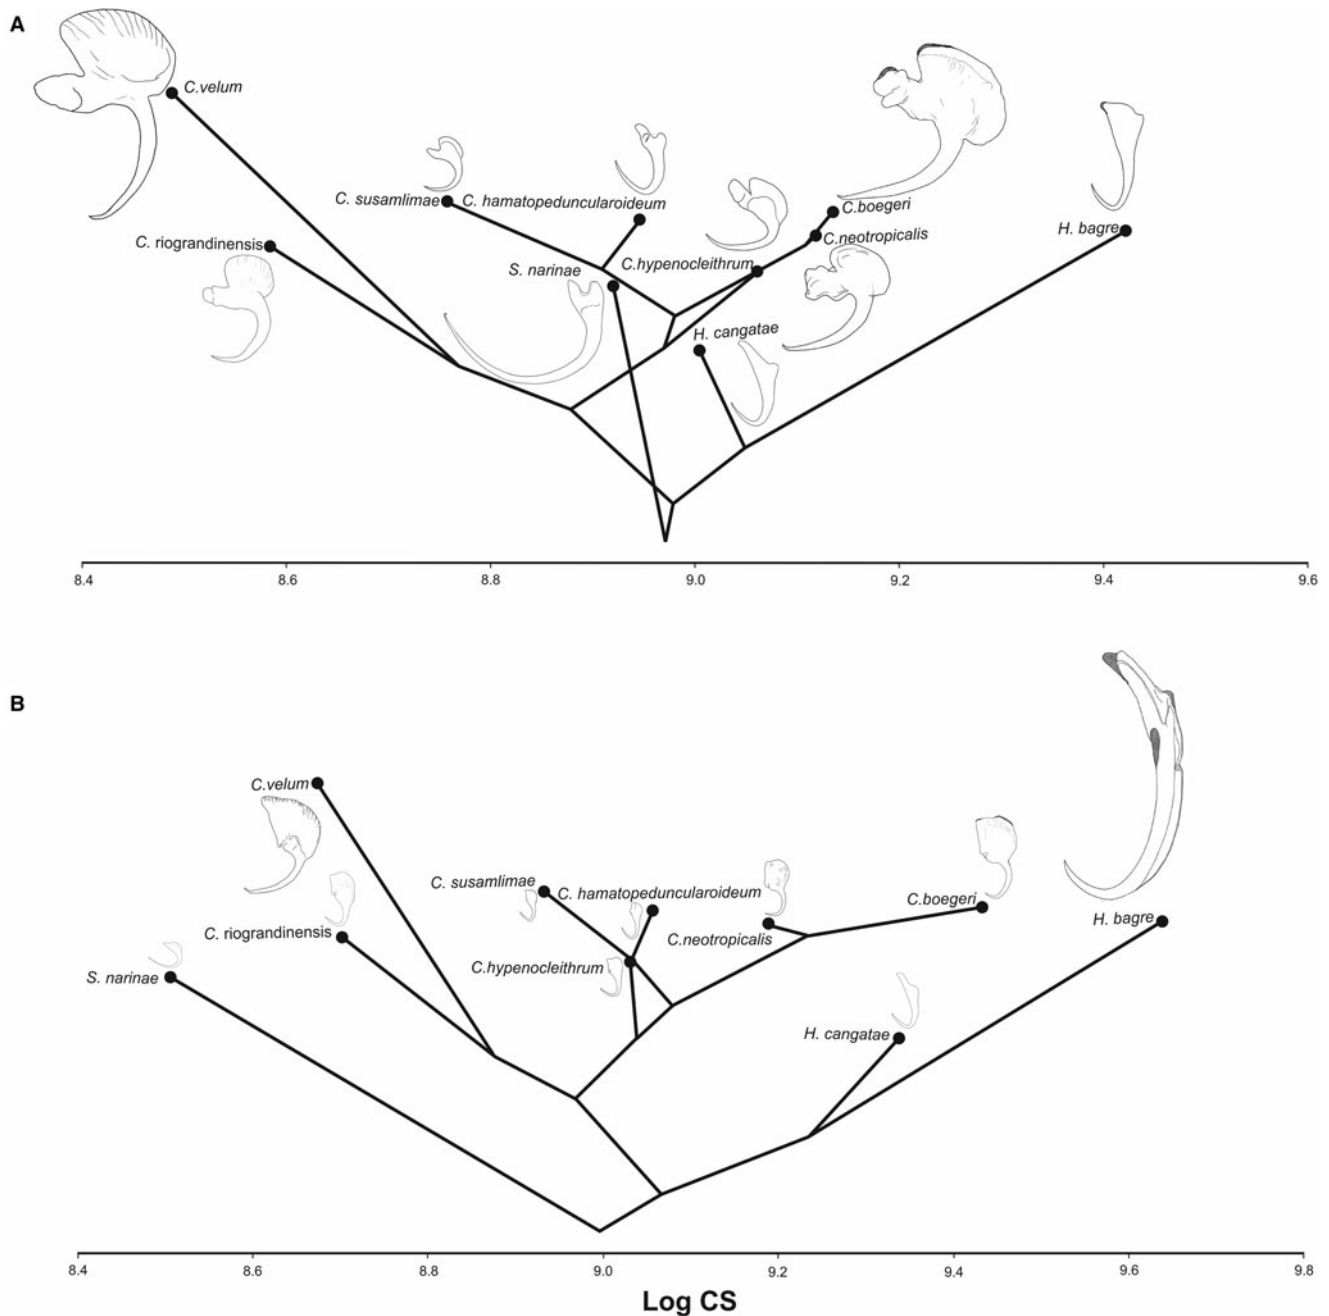 A
C.velum
C. susamlimae
C. hamatopeduncularoideum
C.boegeri
C. riograndinensis
C.neotropicalis
H. bagre
S. narinae
C.hypenocleithrum
H. cangatae
8.4 8.6 8.8 9.0 9.2 9.4 9.6
B
C.velum
C. susamlimae
C. hamatopeduncularoideum
C.boegeri
H. bagre
C. riograndinensis
C.neotropicalis
S. narinae
C.hypenocleithrum
H. cangatae
8.4 8.6 8.8 9.0 9.2 9.4 9.6 9.8
Log CS